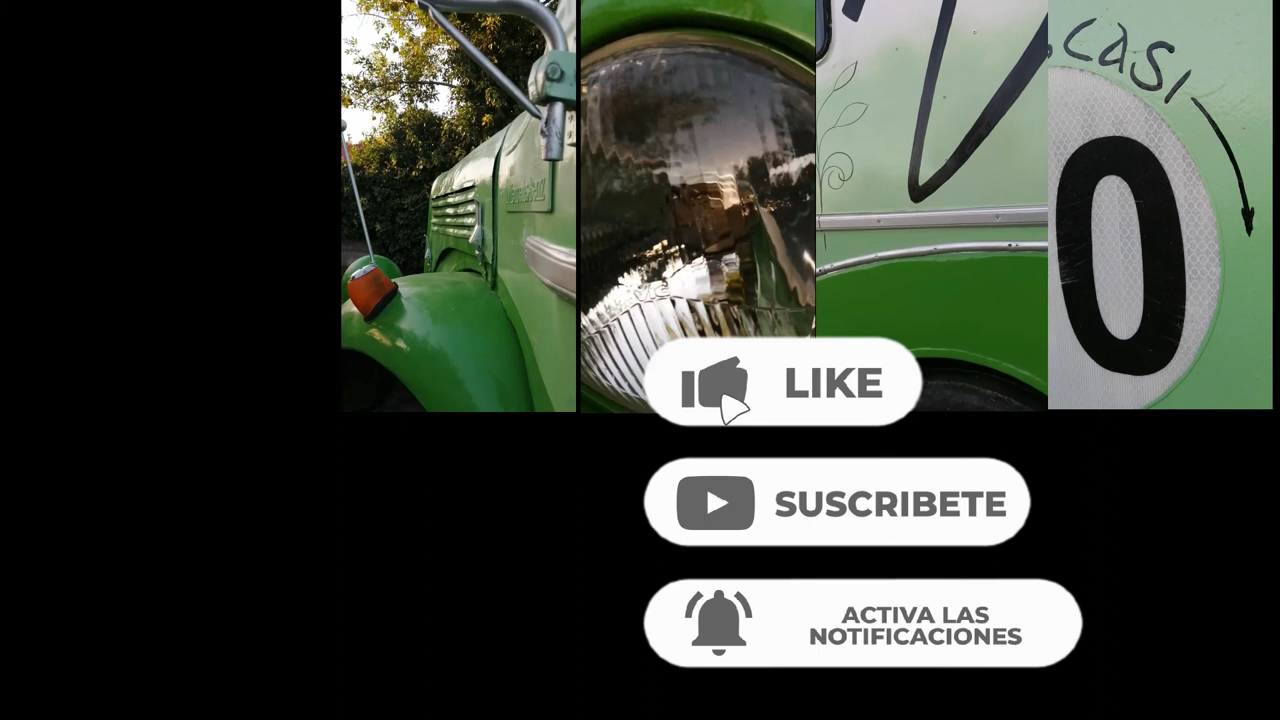 CASI
0
LIKE
SUSCRIBETE
ACTIVA LAS
NOTIFICACIONES